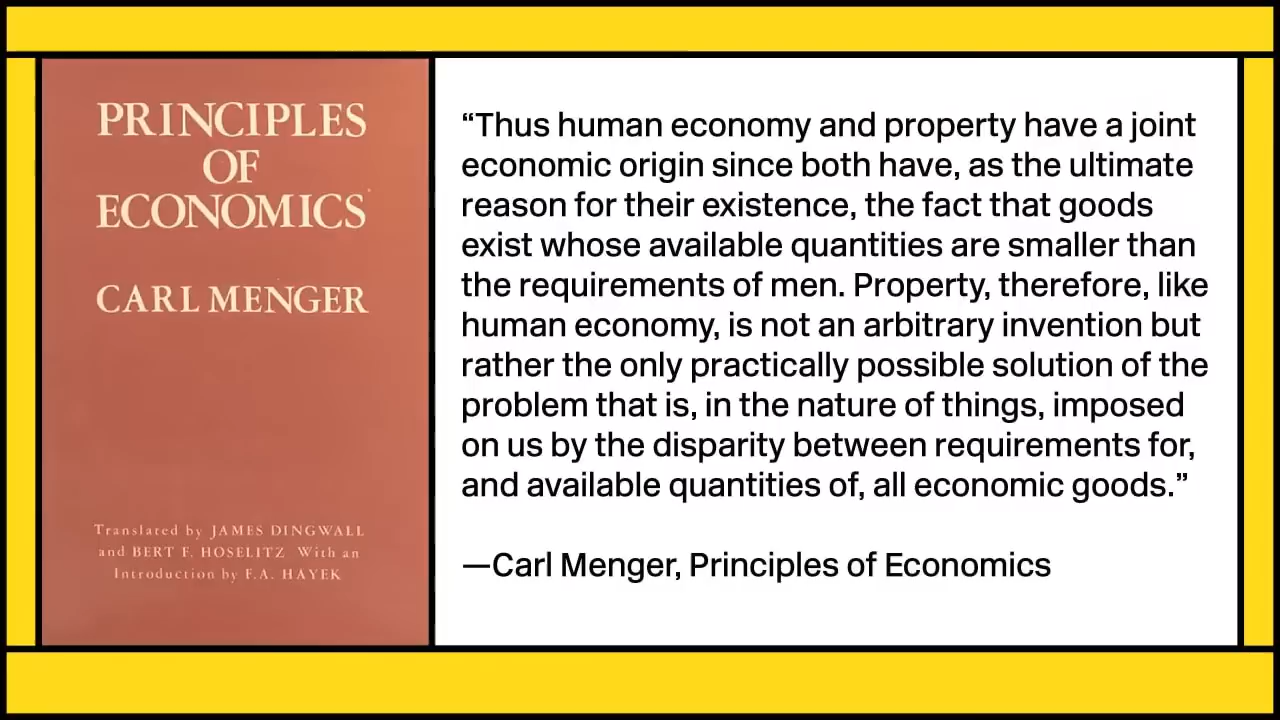 PRINCIPLES
OF
ECONOMICS
CARL MENGER
Translated by JAMES DINGWALL
and BERT F. HOSELITZ With an
Introduction by F.A. HAYEK
“Thus human economy and property have a joint
economic origin since both have, as the ultimate
reason for their existence, the fact that goods
exist whose available quantities are smaller than
the requirements of men. Property, therefore, like
human economy, is not an arbitrary invention but
rather the only practically possible solution of the
problem that is, in the nature of things, imposed
on us by the disparity between requirements for,
and available quantities of, all economic goods.”
—Carl Menger, Principles of Economics